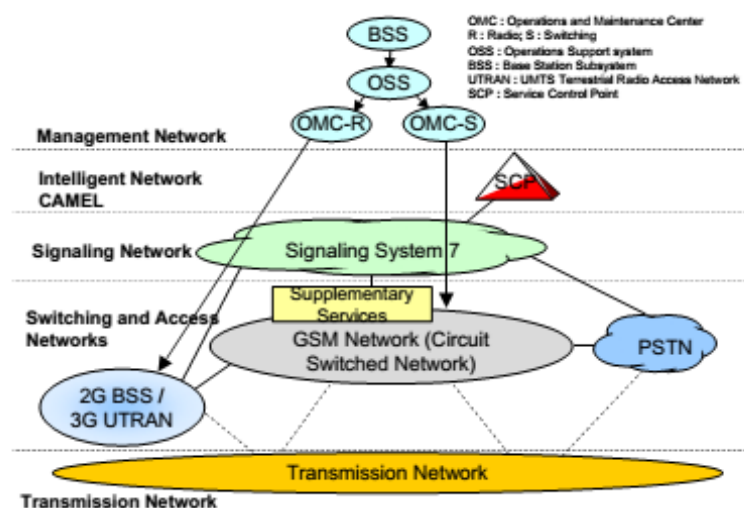 OMC : Operations and Maintenance Center
R : Radio; S : Switching
OSS : Operations Support system
BSS : Base Station Subsystem
UTRAN : UMTS Terrestrial Radio Access Network
SCP : Service Control Point
BSS
OSS
OMC-R
OMC-S
Management Network
Intelligent Network
CAMEL
SCP
Signaling Network
Signaling System 7
Supplementary
Services
Switching and Access
Networks
GSM Network (Circuit
Switched Network)
PSTN
2G BSS /
3G UTRAN
Transmission Network
Transmission Network